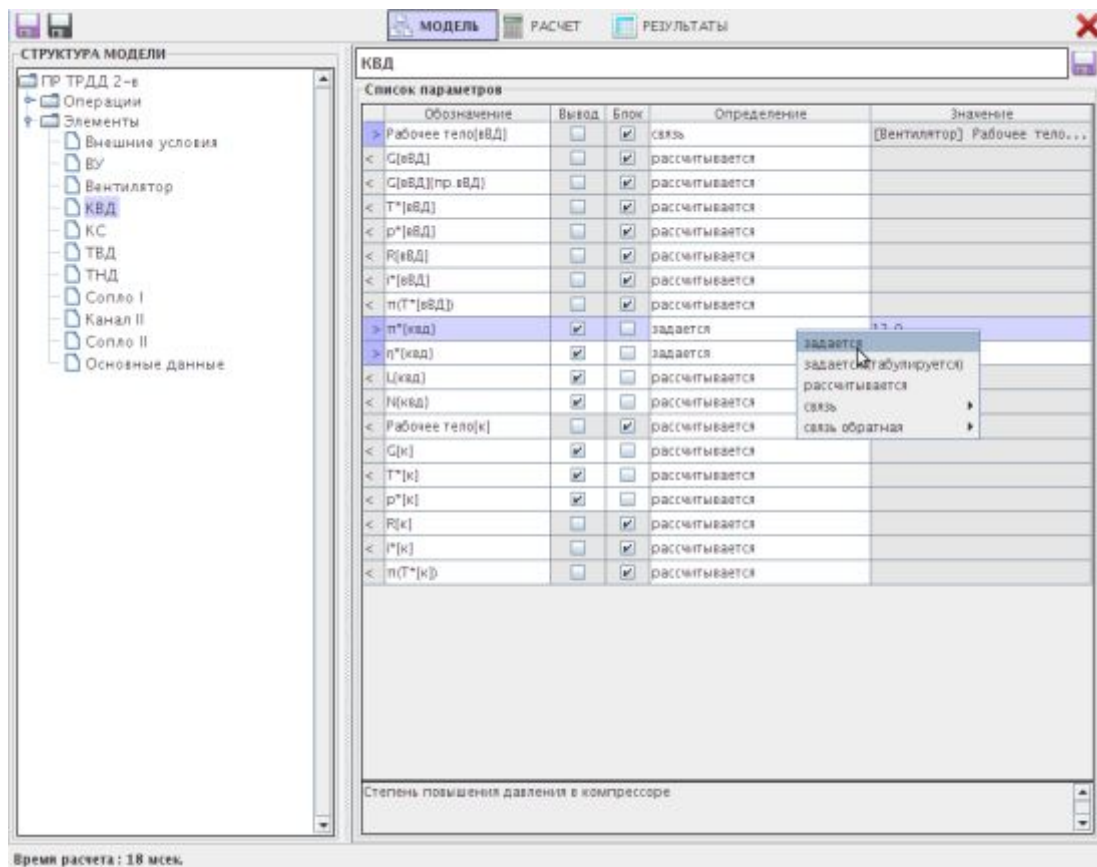 МОДЕЛЬ РАСЧЕТ РЕЗУЛЬТАТЫ
СТРУКТУРА МОДЕЛИ
ПР ТРДД 2-в
Операции
Элементы
Внешние условия
ВУ
Вентилятор
КВД
КС
ТВД
ТНД
Сопло I
Канал II
Сопло II
Основные данные
КВД
Список параметров
Обозначение Вывод Блок Определение Значение
> Рабочее тело[вВД] связь [Вентилятор] Рабочее тело...
< G[вВД] рассчитывается
< G[вВД](пр.вВД) рассчитывается
< T*[вВД] рассчитывается
< p*[вВД] рассчитывается
< R[вВД] рассчитывается
< i*[вВД] рассчитывается
< π(T*[вВД]) рассчитывается
> π*[квд] задается
> η*[квд] задается
< L[квд] рассчитывается
< N[квд] рассчитывается
< Рабочее тело[к] рассчитывается
< G[к] рассчитывается
< T*[к] рассчитывается
< p*[к] рассчитывается
< R[к] рассчитывается
< i*[к] рассчитывается
< π(T*[к]) рассчитывается
задается
задается(табулируется)
рассчитывается
связь
связь обратная
Степень повышения давления в компрессоре
Время расчета : 18 мсек.